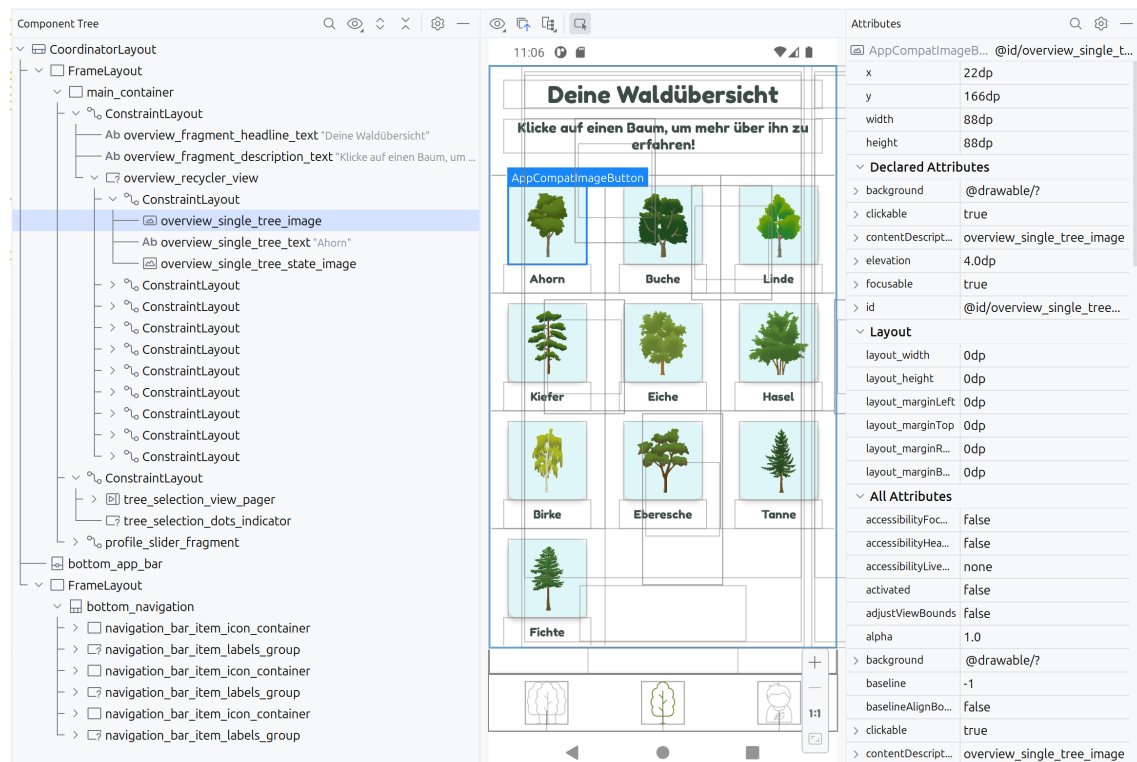 Component Tree
CoordinatorLayout
FrameLayout
main_container
ConstraintLayout
Ab overview_fragment_headline_text "Deine Waldübersicht"
Ab overview_fragment_description_text "Klicke auf einen Baum, um ...
overview_recycler_view
ConstraintLayout
overview_single_tree_image
Ab overview_single_tree_text "Ahorn"
overview_single_tree_state_image
ConstraintLayout
ConstraintLayout
ConstraintLayout
ConstraintLayout
ConstraintLayout
ConstraintLayout
ConstraintLayout
ConstraintLayout
ConstraintLayout
ConstraintLayout
tree_selection_view_pager
tree_selection_dots_indicator
profile_slider_fragment
bottom_app_bar
FrameLayout
bottom_navigation
navigation_bar_item_icon_container
navigation_bar_item_labels_group
navigation_bar_item_icon_container
navigation_bar_item_labels_group
navigation_bar_item_icon_container
navigation_bar_item_labels_group
11:06
Deine Waldübersicht
Klicke auf einen Baum, um mehr über ihn zu
erfahren!
AppCompatImageButton
Ahorn Buche Linde
Kiefer Eiche Hasel
Birke Eberesche Tanne
Fichte
1:1
Attributes
AppCompatImageB... @id/overview_single_t...
x 22dp
y 166dp
width 88dp
height 88dp
Declared Attributes
background @drawable/?
clickable true
contentDescript... overview_single_tree_image
elevation 4.0dp
focusable true
id @id/overview_single_tree...
Layout
layout_width 0dp
layout_height 0dp
layout_marginLeft 0dp
layout_marginTop 0dp
layout_marginR... 0dp
layout_marginB... 0dp
All Attributes
accessibilityFoc... false
accessibilityHea... false
accessibilityLive... none
activated false
adjustViewBounds false
alpha 1.0
background @drawable/?
baseline -1
baselineAlignBo... false
clickable true
contentDescript... overview_single_tree_image